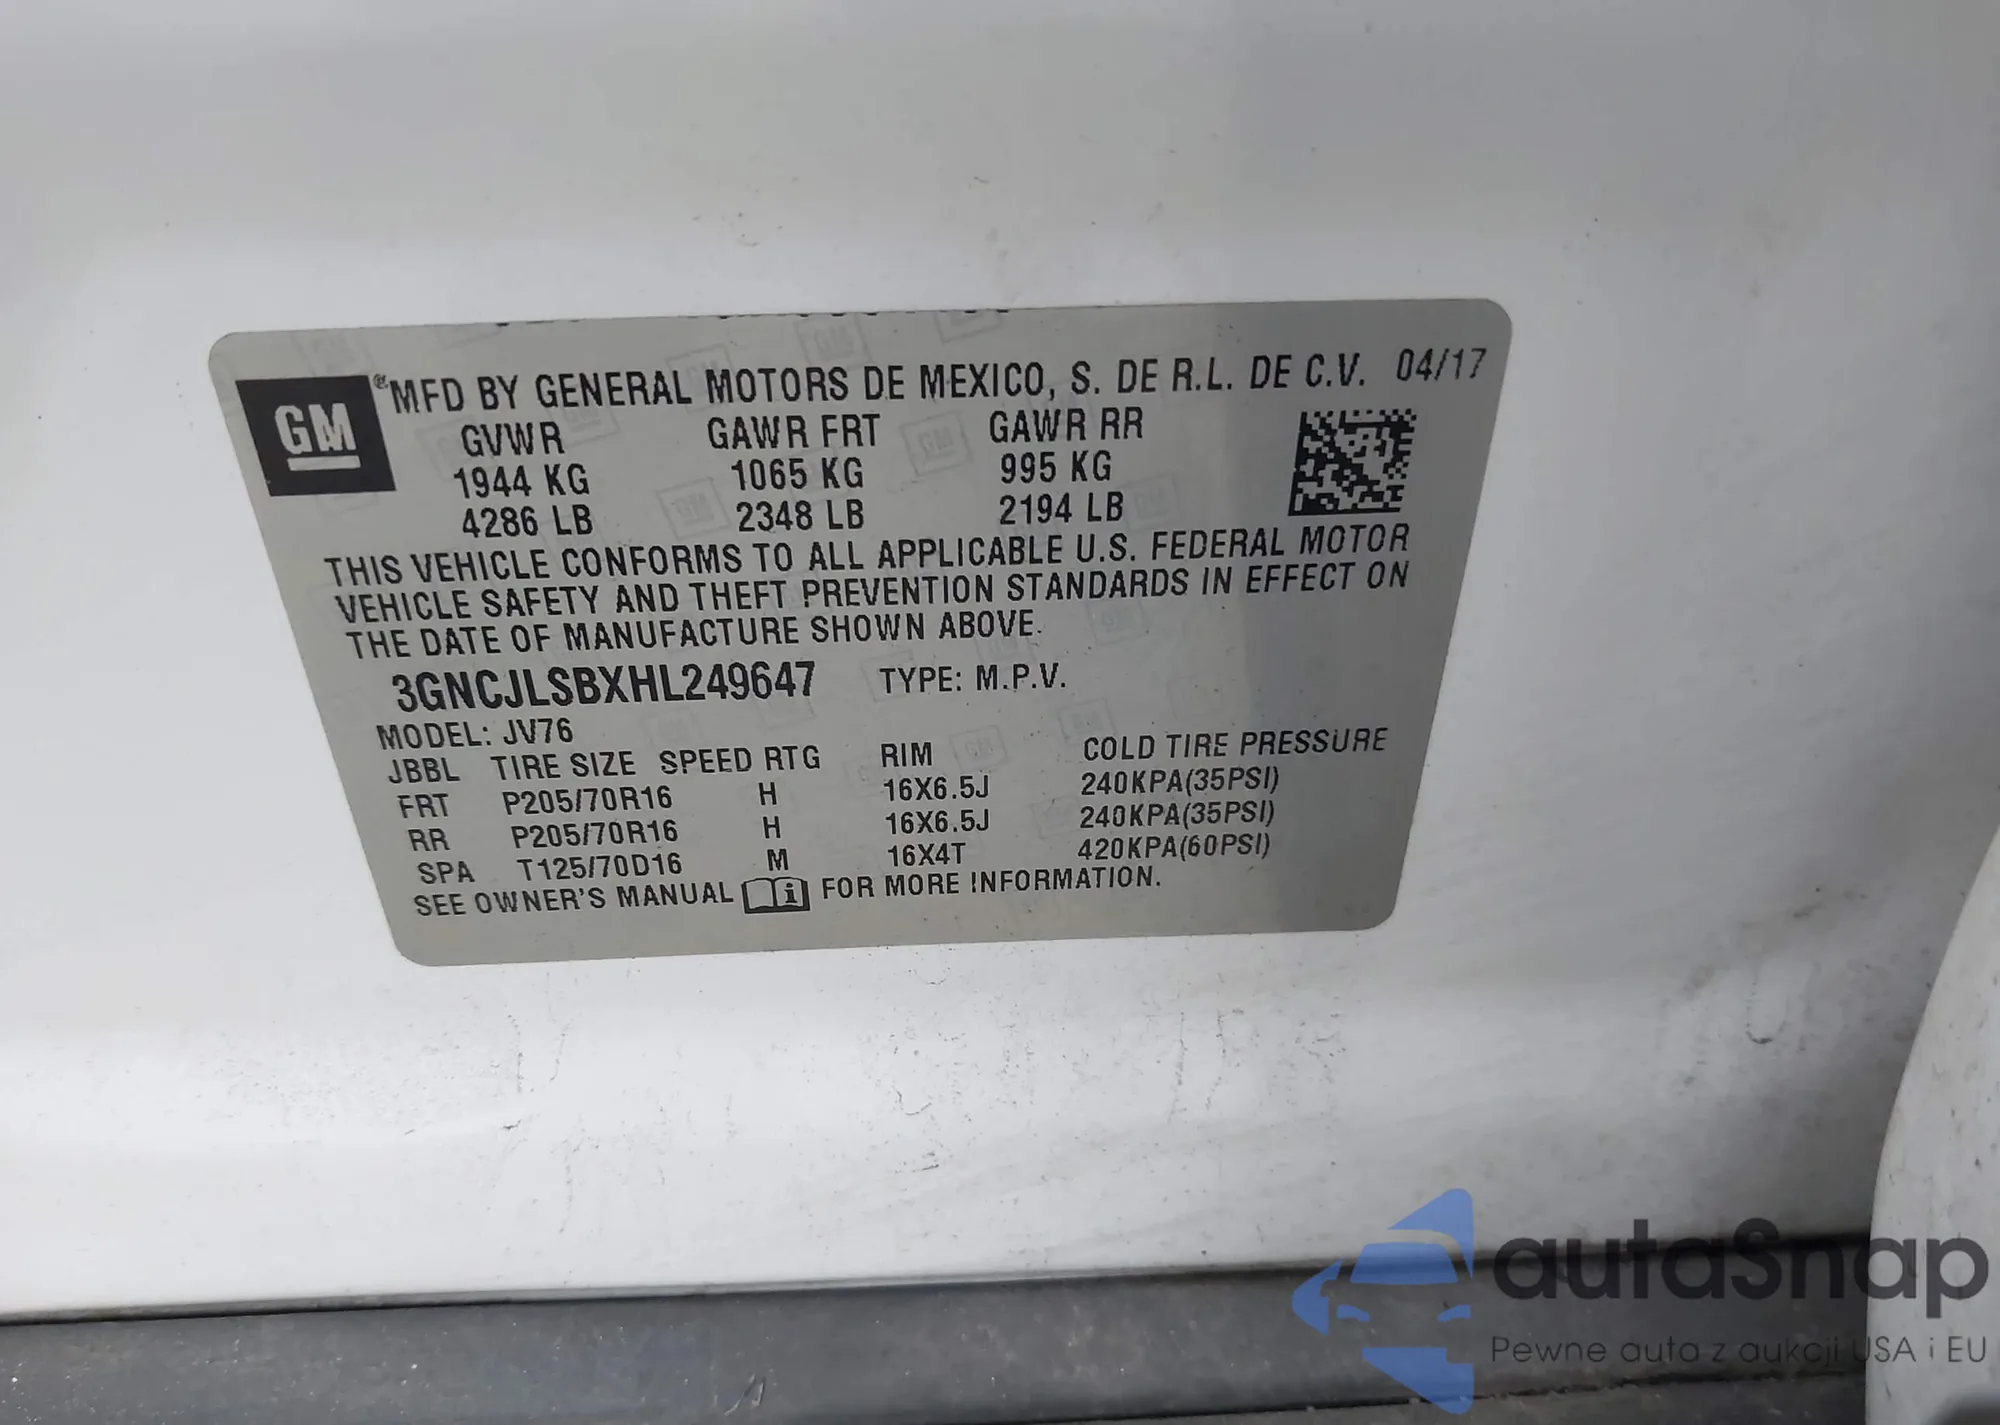 GM
®MFD BY GENERAL MOTORS DE MEXICO, S. DE R.L. DE C.V. 04/17
GVWR GAWR FRT GAWR RR
1944 KG 1065 KG 995 KG
4286 LB 2348 LB 2194 LB
THIS VEHICLE CONFORMS TO ALL APPLICABLE U.S. FEDERAL MOTOR
VEHICLE SAFETY AND THEFT PREVENTION STANDARDS IN EFFECT ON
THE DATE OF MANUFACTURE SHOWN ABOVE.
3GNCJLSBXHL249647 TYPE: M.P.V.
MODEL: JV76
JBBL TIRE SIZE SPEED RTG RIM COLD TIRE PRESSURE
FRT P205/70R16 H 16X6.5J 240KPA(35PSI)
RR P205/70R16 H 16X6.5J 240KPA(35PSI)
SPA T125/70D16 M 16X4T 420KPA(60PSI)
SEE OWNER'S MANUAL i FOR MORE INFORMATION.
autaSnap
Pewne auta z aukcji USA i EU